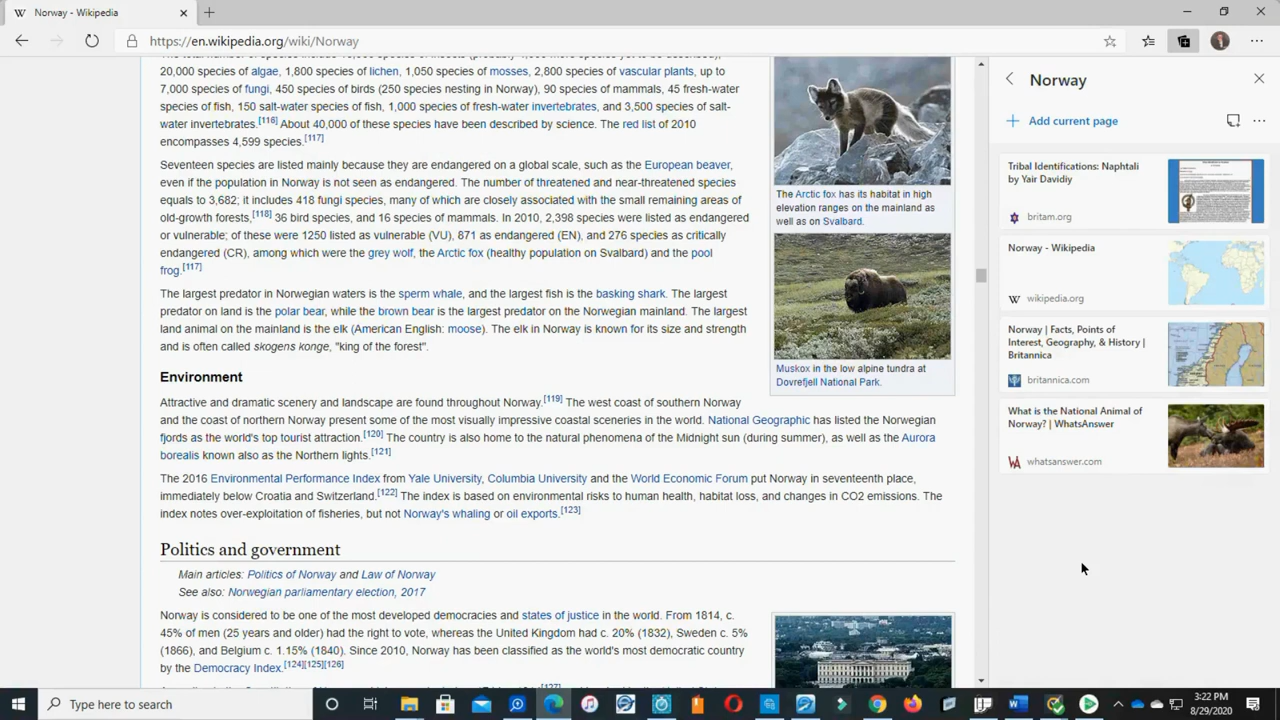 Norway - Wikipedia
https://en.wikipedia.org/wiki/Norway
20,000 species of algae, 1,800 species of lichen, 1,050 species of mosses, 2,800 species of vascular plants, up to
7,000 species of fungi, 450 species of birds (250 species nesting in Norway), 90 species of mammals, 45 fresh-water
species of fish, 150 salt-water species of fish, 1,000 species of fresh-water invertebrates, and 3,500 species of salt-
water invertebrates.[116] About 40,000 of these species have been described by science. The red list of 2010
encompasses 4,599 species.[117]
Seventeen species are listed mainly because they are endangered on a global scale, such as the European beaver,
even if the population in Norway is not seen as endangered. The number of threatened and near-threatened species
equals to 3,682; it includes 418 fungi species, many of which are closely associated with the small remaining areas of
old-growth forests,[118] 36 bird species, and 16 species of mammals. In 2010, 2,398 species were listed as endangered
or vulnerable; of these were 1250 listed as vulnerable (VU), 871 as endangered (EN), and 276 species as critically
endangered (CR), among which were the grey wolf, the Arctic fox (healthy population on Svalbard) and the pool
frog.[117]
The largest predator in Norwegian waters is the sperm whale, and the largest fish is the basking shark. The largest
predator on land is the polar bear, while the brown bear is the largest predator on the Norwegian mainland. The largest
land animal on the mainland is the elk (American English: moose). The elk in Norway is known for its size and strength
and is often called skogens konge, "king of the forest".
The Arctic fox has its habitat in high
elevation ranges on the mainland as
well as on Svalbard.
Muskox in the low alpine tundra at
Dovrefjell National Park.
Environment
Attractive and dramatic scenery and landscape are found throughout Norway.[119] The west coast of southern Norway
and the coast of northern Norway present some of the most visually impressive coastal sceneries in the world. National Geographic has listed the Norwegian
fjords as the world's top tourist attraction.[120] The country is also home to the natural phenomena of the Midnight sun (during summer), as well as the Aurora
borealis known also as the Northern lights.[121]
The 2016 Environmental Performance Index from Yale University, Columbia University and the World Economic Forum put Norway in seventeenth place,
immediately below Croatia and Switzerland.[122] The index is based on environmental risks to human health, habitat loss, and changes in CO2 emissions. The
index notes over-exploitation of fisheries, but not Norway's whaling or oil exports.[123]
Politics and government
Main articles: Politics of Norway and Law of Norway
See also: Norwegian parliamentary election, 2017
Norway is considered to be one of the most developed democracies and states of justice in the world. From 1814, c.
45% of men (25 years and older) had the right to vote, whereas the United Kingdom had c. 20% (1832), Sweden c. 5%
(1866), and Belgium c. 1.15% (1840). Since 2010, Norway has been classified as the world's most democratic country
by the Democracy Index.[124][125][126]
Norway
Add current page
Tribal Identifications: Naphtali
by Yair Davidiy
britam.org
Norway - Wikipedia
W wikipedia.org
Norway | Facts, Points of
Interest, Geography, & History |
Britannica
britannica.com
What is the National Animal of
Norway? | WhatsAnswer
whatsanswer.com
Type here to search
3:22 PM
8/29/2020